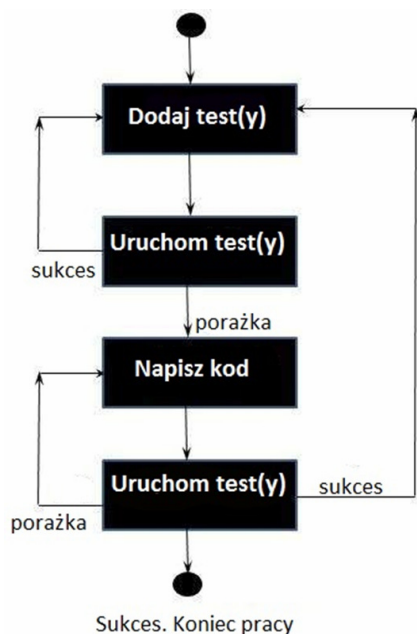 Dodaj test(y)
Uruchom test(y)
sukces
porażka
Napisz kod
Uruchom test(y)
sukces
porażka
Sukces. Koniec pracy